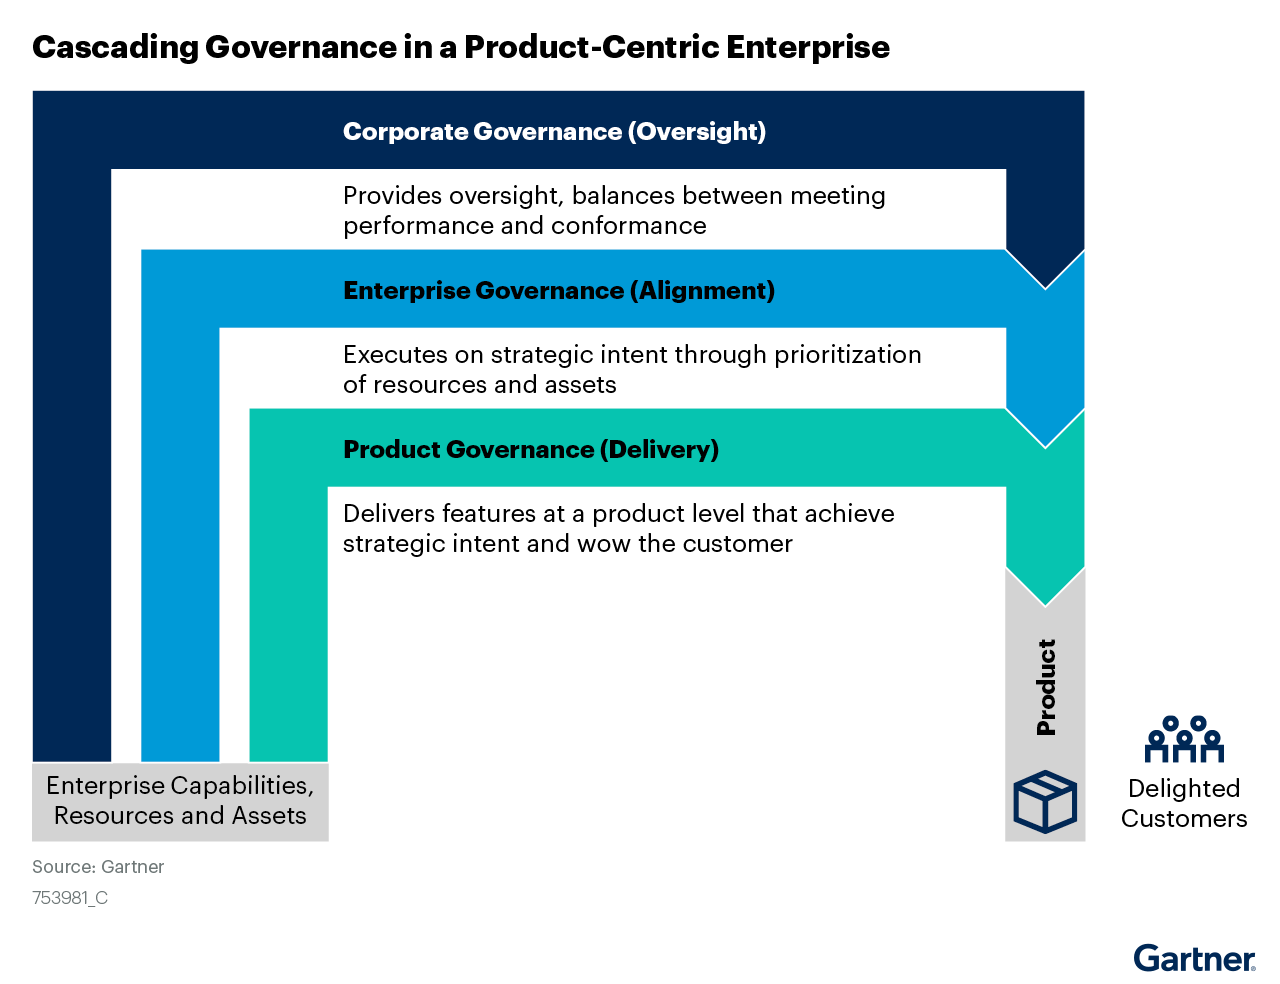 Cascading Governance in a Product-Centric Enterprise
Corporate Governance (Oversight)
Provides oversight, balances between meeting
performance and conformance
Enterprise Governance (Alignment)
Executes on strategic intent through prioritization
of resources and assets
Product Governance (Delivery)
Delivers features at a product level that achieve
strategic intent and wow the customer
Product
Enterprise Capabilities,
Resources and Assets
Delighted
Customers
Source: Gartner
753981_C
Gartner®